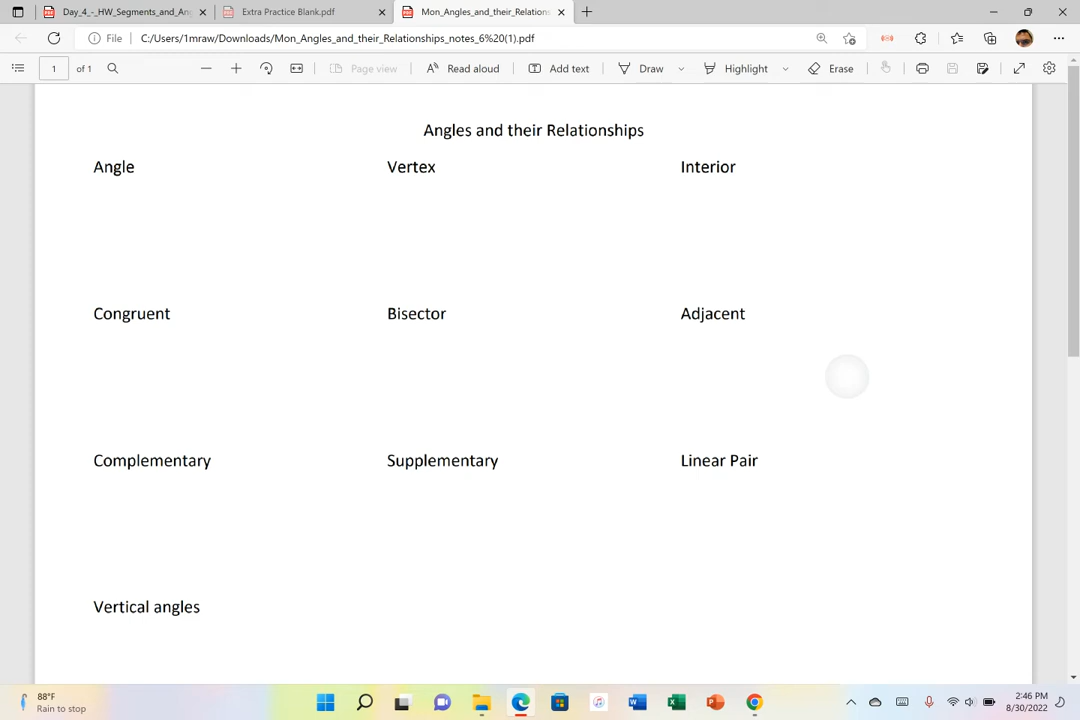 Day_4_-_HW_Segments_and_Ang
Extra Practice Blank.pdf
Mon_Angles_and_their_Relations
File
C:/Users/1mraw/Downloads/Mon_Angles_and_their_Relationships_notes_6%20(1).pdf
1 of 1
Page view
Read aloud
Add text
Draw
Highlight
Erase
Angles and their Relationships
Angle Vertex Interior
Congruent Bisector Adjacent
Complementary Supplementary Linear Pair
Vertical angles
88°F
Rain to stop
2:46 PM
8/30/2022